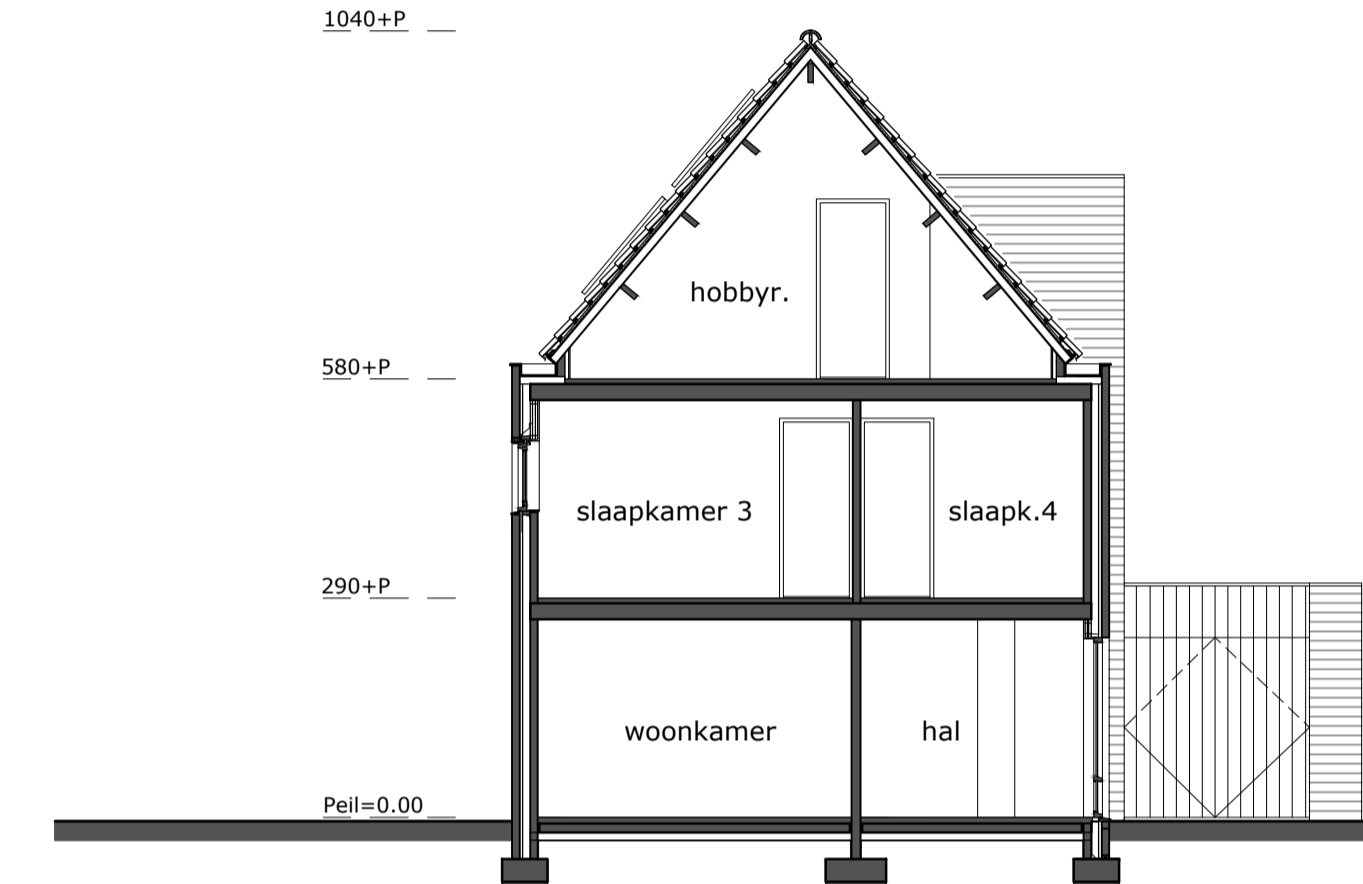 1040+P
hobbyr.
580+P
slaapkamer 3
slaapk.4
290+P
woonkamer
hal
Peil=0.00